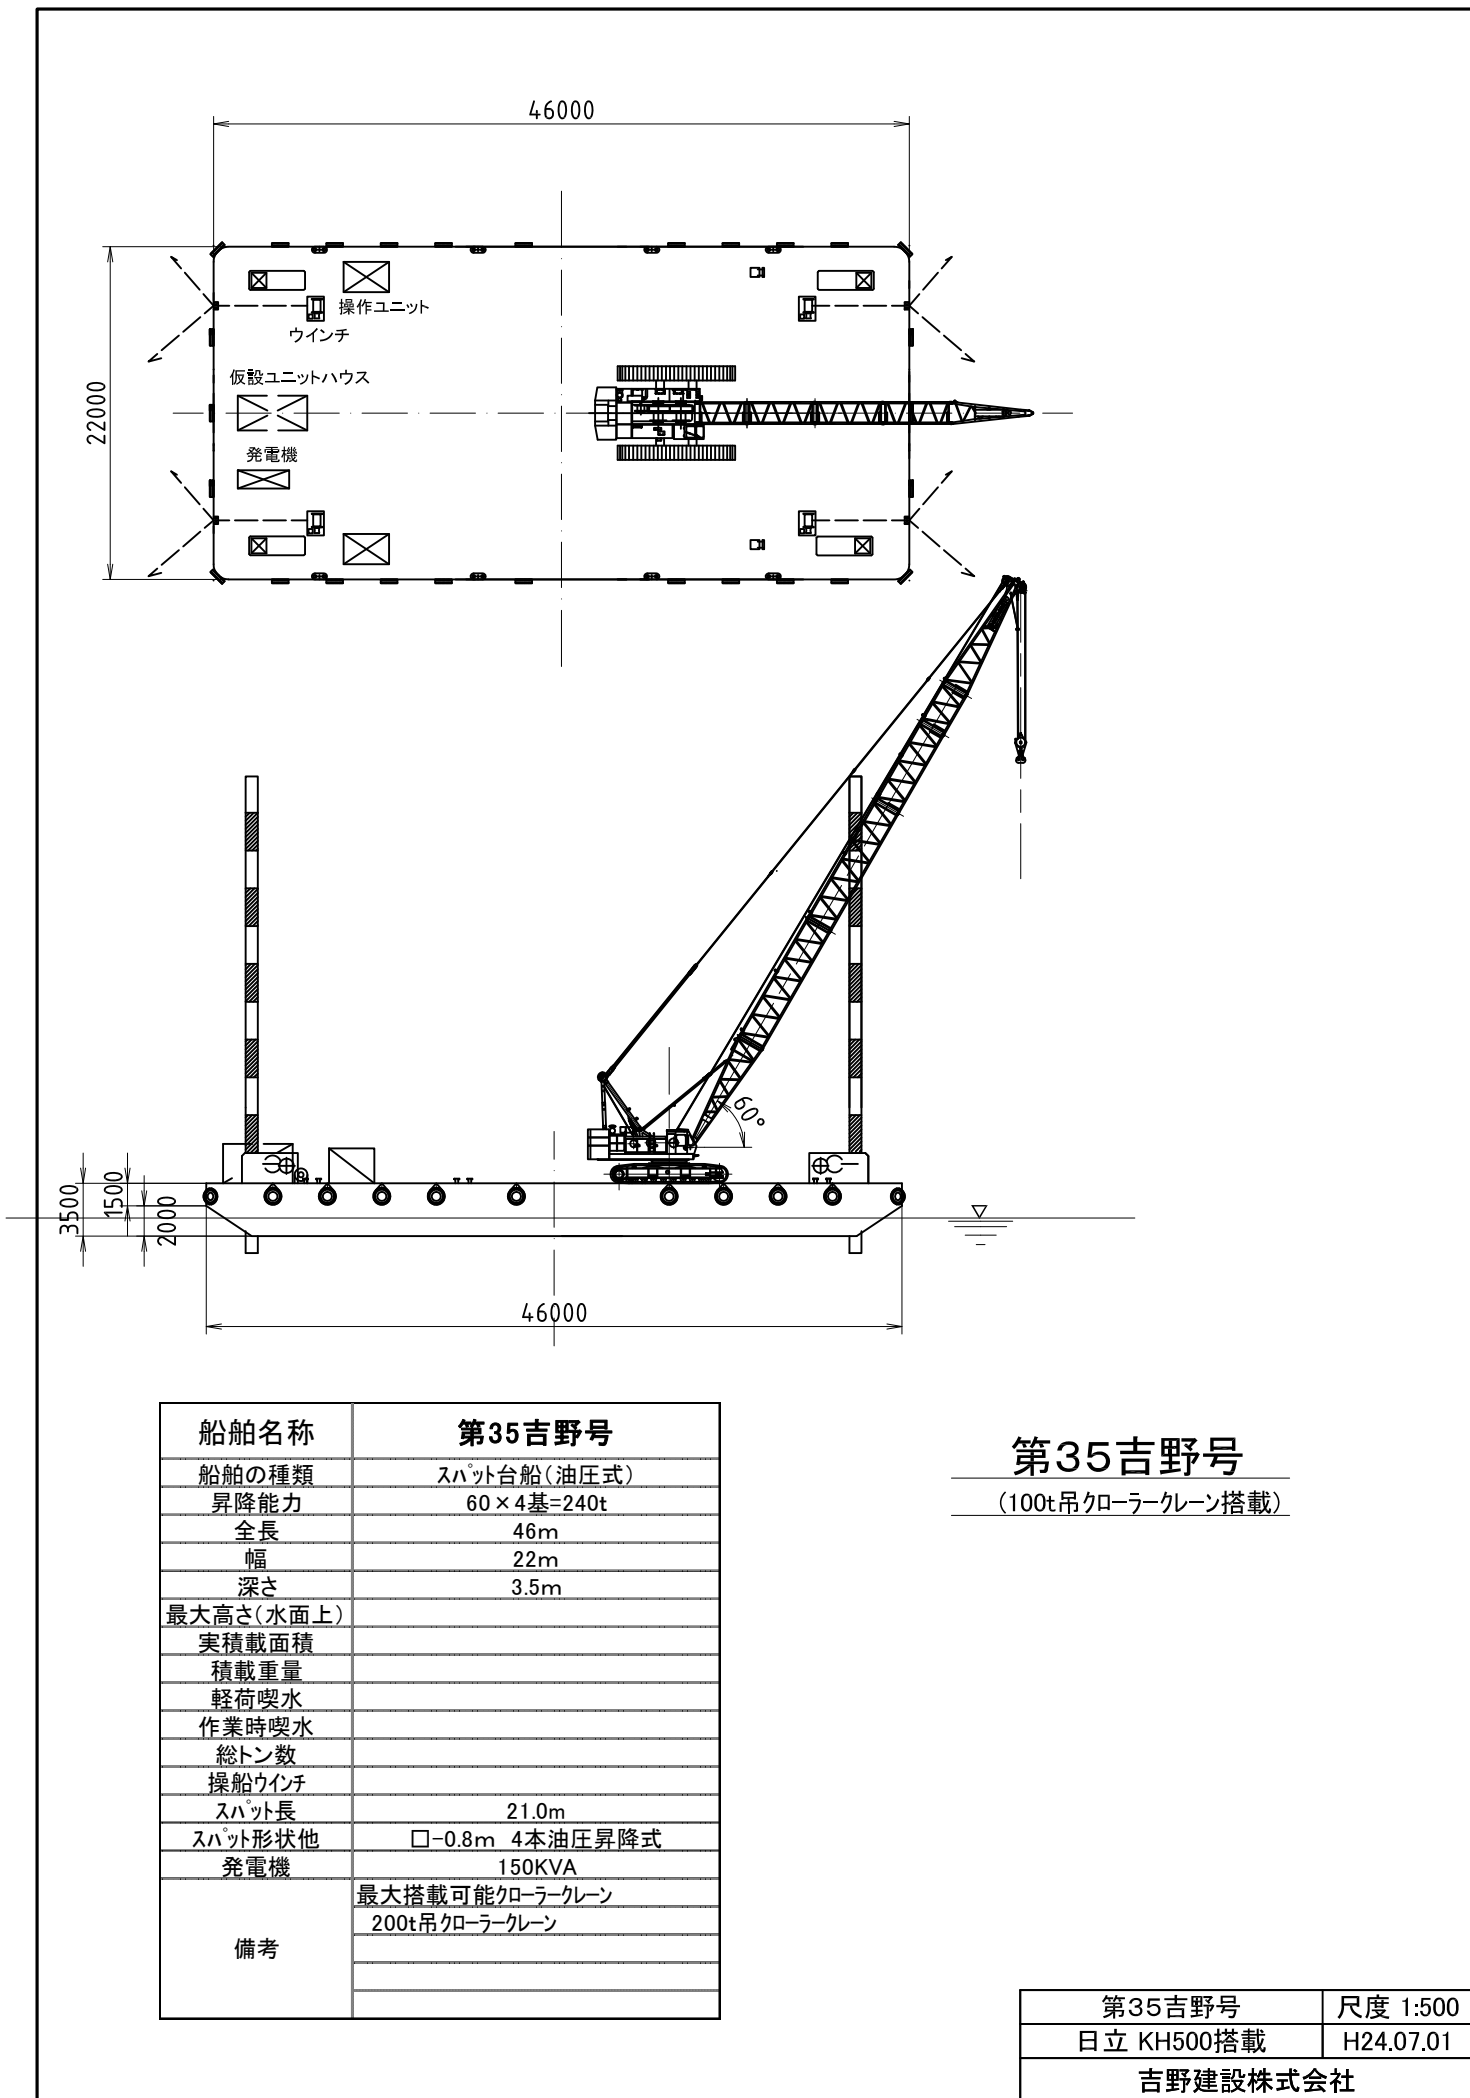 46000
22000
操作ユニット
ウインチ
仮設ユニットハウス
発電機
60°
3500
1500
2000
46000
船舶名称 第35吉野号
船舶の種類 スパット台船(油圧式)
昇降能力 60×4基=240t
全長 46m
幅 22m
深さ 3.5m
最大高さ(水面上)
実積載面積
積載重量
軽荷喫水
作業時喫水
総トン数
操船ウインチ
スパット長 21.0m
スパット形状他 □-0.8m 4本油圧昇降式
発電機 150KVA
備考
最大搭載可能クローラークレーン
200t吊クローラークレーン
第35吉野号
(100t吊クローラークレーン搭載)
第35吉野号 尺度 1:500
日立 KH500搭載 H24.07.01
吉野建設株式会社